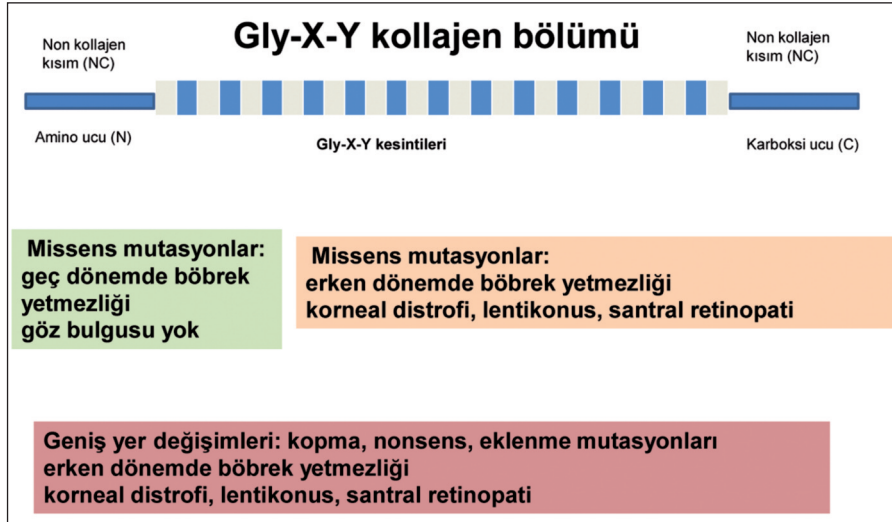 Gly-X-Y kollajen bölümü
Non kollajen
kısım (NC)
Non kollajen
kısım (NC)
Amino ucu (N)
Gly-X-Y kesintileri
Karboksi ucu (C)
Missens mutasyonlar:
geç dönemde böbrek
yetmezliği
göz bulgusu yok
Missens mutasyonlar:
erken dönemde böbrek yetmezliği
korneal distrofi, lentikonus, santral retinopati
Geniş yer değişimleri: kopma, nonsens, eklenme mutasyonları
erken dönemde böbrek yetmezliği
korneal distrofi, lentikonus, santral retinopati